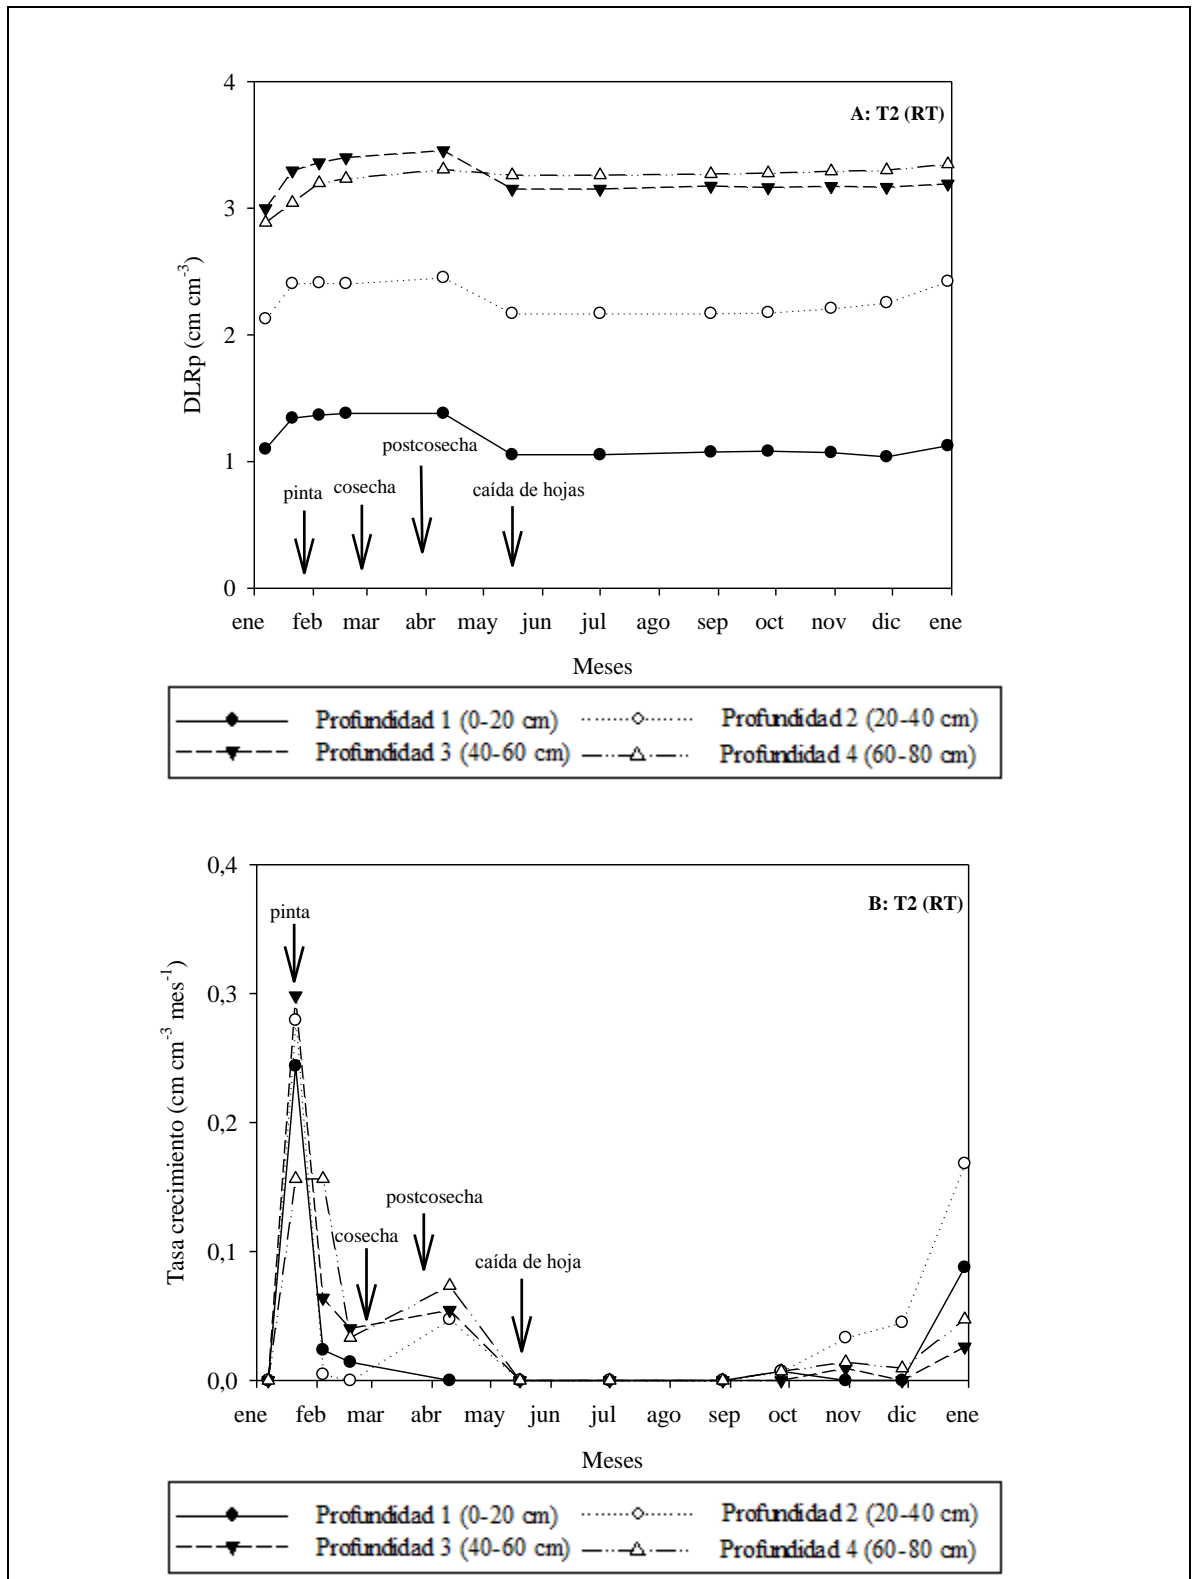 4
A: T2 (RT)
3
DLRp (cm cm-3)
2
1
postcosecha
pinta cosecha caída de hojas
0
ene feb mar abr may jun jul ago sep oct nov dic ene
Meses
Profundidad 1 (0-20 cm) Profundidad 2 (20-40 cm)
Profundidad 3 (40-60 cm) Profundidad 4 (60-80 cm)
0,4
B: T2 (RT)
pinta
0,3
Tasa crecimiento (cm cm-3 mes-1)
0,2
postcosecha
cosecha
caída de hoja
0,1
0,0
ene feb mar abr may jun jul ago sep oct nov dic ene
Meses
Profundidad 1 (0-20 cm) Profundidad 2 (20-40 cm)
Profundidad 3 (40-60 cm) Profundidad 4 (60-80 cm)